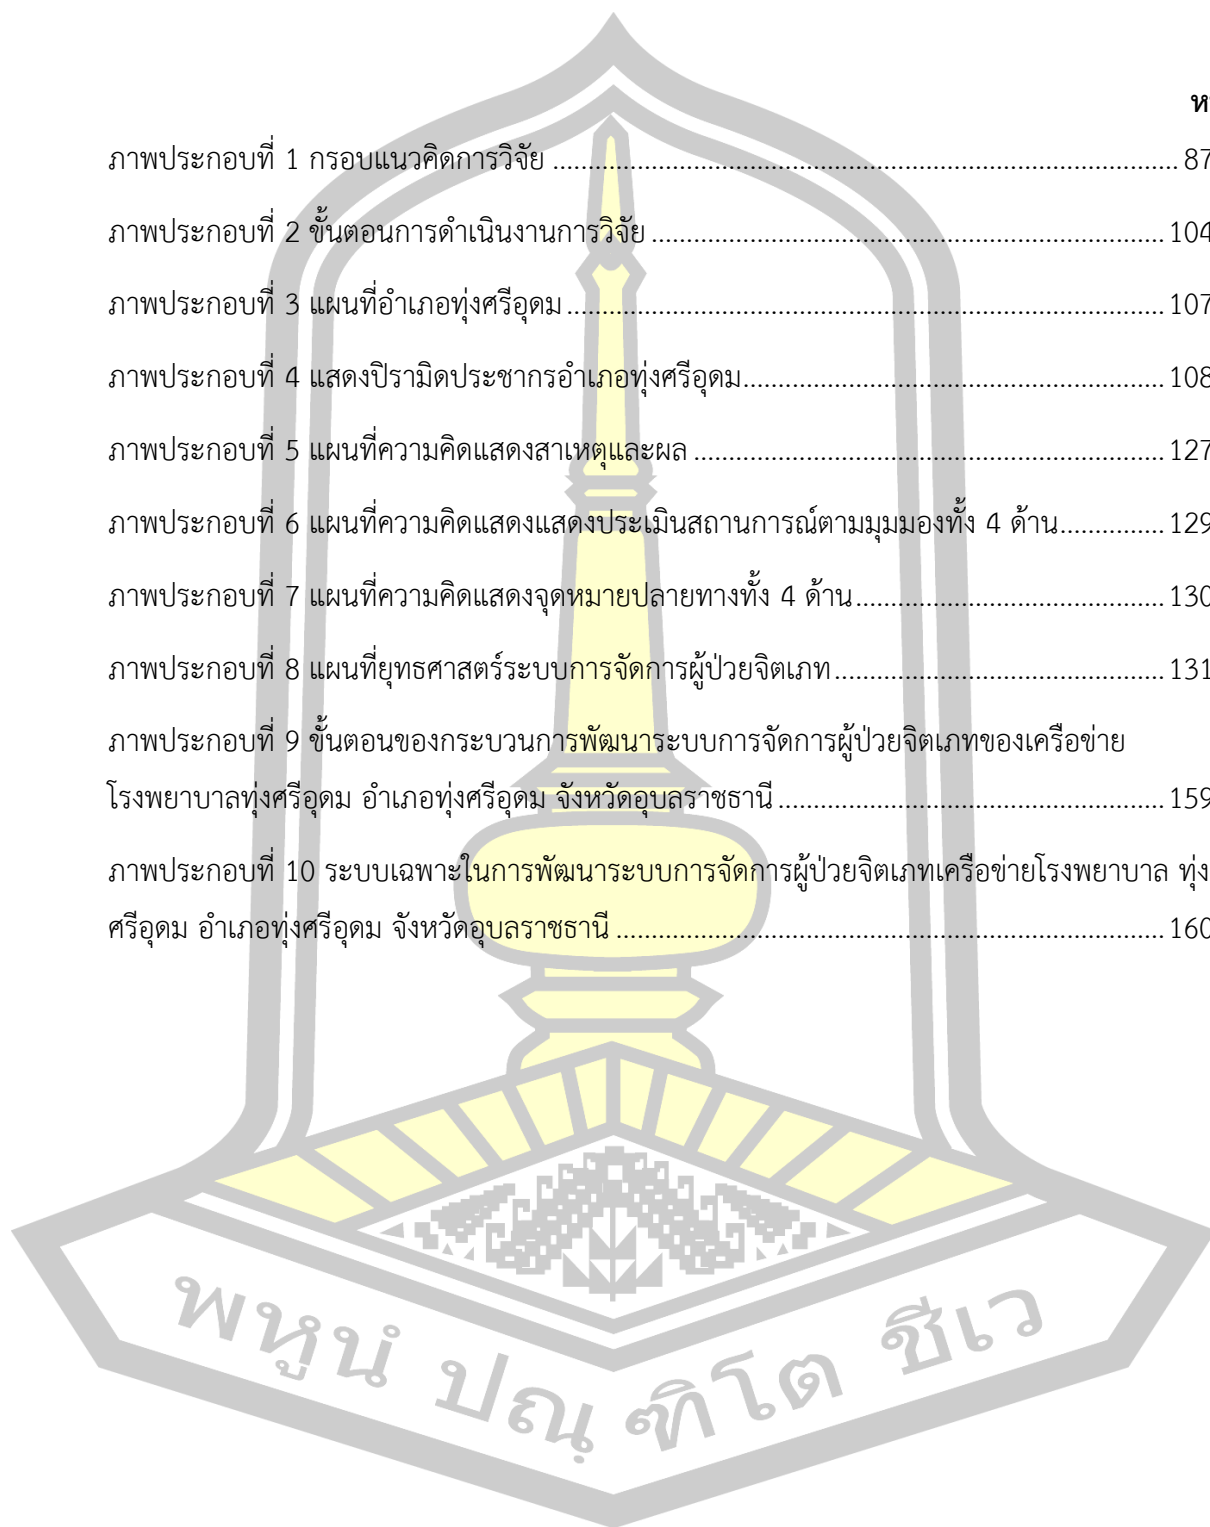 ห
ภาพประกอบที่ 1 กรอบแนวคิดการวิจัย ........................................................................... 87
ภาพประกอบที่ 2 ขั้นตอนการดำเนินงานการวิจัย ............................................................... 104
ภาพประกอบที่ 3 แผนที่อำเภอทุ่งศรีอุดม ......................................................................... 107
ภาพประกอบที่ 4 แสดงปิรามิดประชากรอำเภอทุ่งศรีอุดม................................................... 108
ภาพประกอบที่ 5 แผนที่ความคิดแสดงสาเหตุและผล ......................................................... 127
ภาพประกอบที่ 6 แผนที่ความคิดแสดงแสดงประเมินสถานการณ์ตามมุมมองทั้ง 4 ด้าน............. 129
ภาพประกอบที่ 7 แผนที่ความคิดแสดงจุดหมายปลายทางทั้ง 4 ด้าน..................................... 130
ภาพประกอบที่ 8 แผนที่ยุทธศาสตร์ระบบการจัดการผู้ป่วยจิตเภท........................................ 131
ภาพประกอบที่ 9 ขั้นตอนของกระบวนการพัฒนาระบบการจัดการผู้ป่วยจิตเภทของเครือข่าย
โรงพยาบาลทุ่งศรีอุดม อำเภอทุ่งศรีอุดม จังหวัดอุบลราชธานี ............................................... 159
ภาพประกอบที่ 10 ระบบเฉพาะในการพัฒนาระบบการจัดการผู้ป่วยจิตเภทเครือข่ายโรงพยาบาล ทุ่ง
ศรีอุดม อำเภอทุ่งศรีอุดม จังหวัดอุบลราชธานี .................................................................. 160
พหูนํ ปณฺฑิโต ชีเว